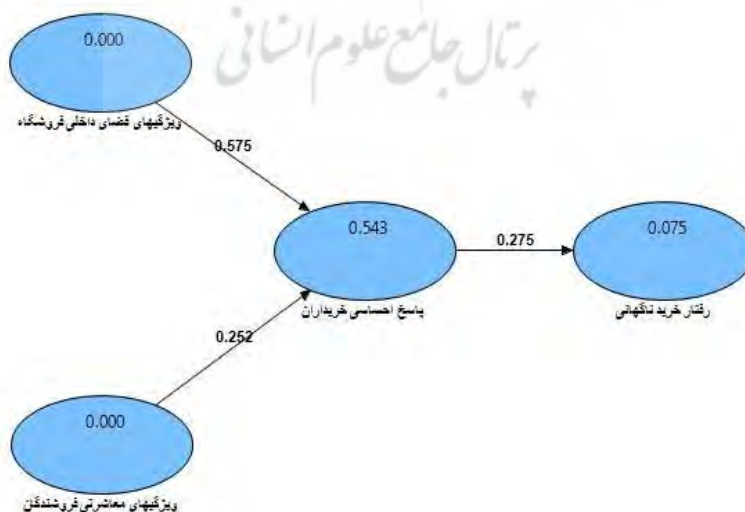 پرتال جامع علوم انسانی
0.000
ویژگیهای فضای داخلی فروشگاه
0.575
0.543
پاسخ احساسی خریداران
0.275
0.075
رفتار خرید ناگهانی
0.252
0.000
ویژگیهای معاشرتی فروشندگان